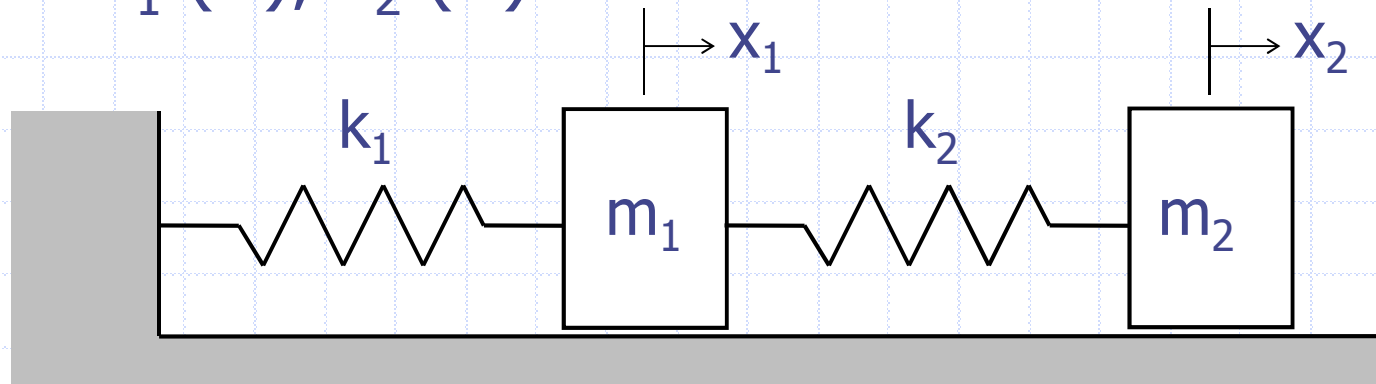 x₁ x₂
k₁ k₂
m₁ m₂